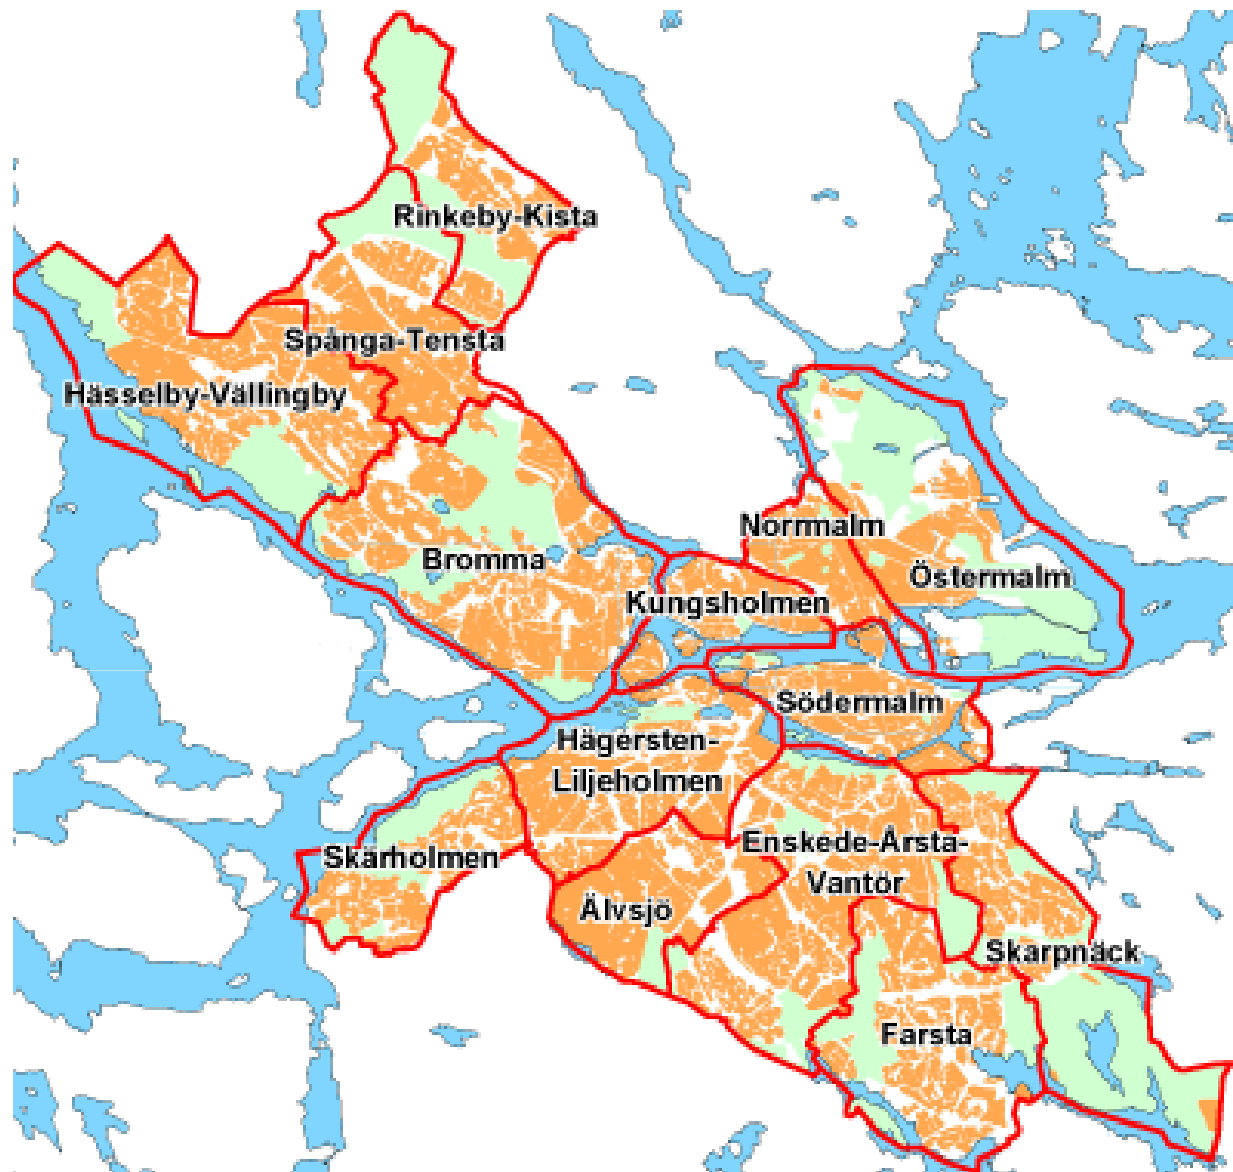 Rinkeby-Kista
Spånga-Tensta
Hässelby-Vällingby
Norrmalm
Bromma
Östermalm
Kungsholmen
Södermalm
Hägersten-
Liljeholmen
Enskede-Årsta-
Vantör
Skärholmen
Älvsjö
Skarpnäck
Farsta